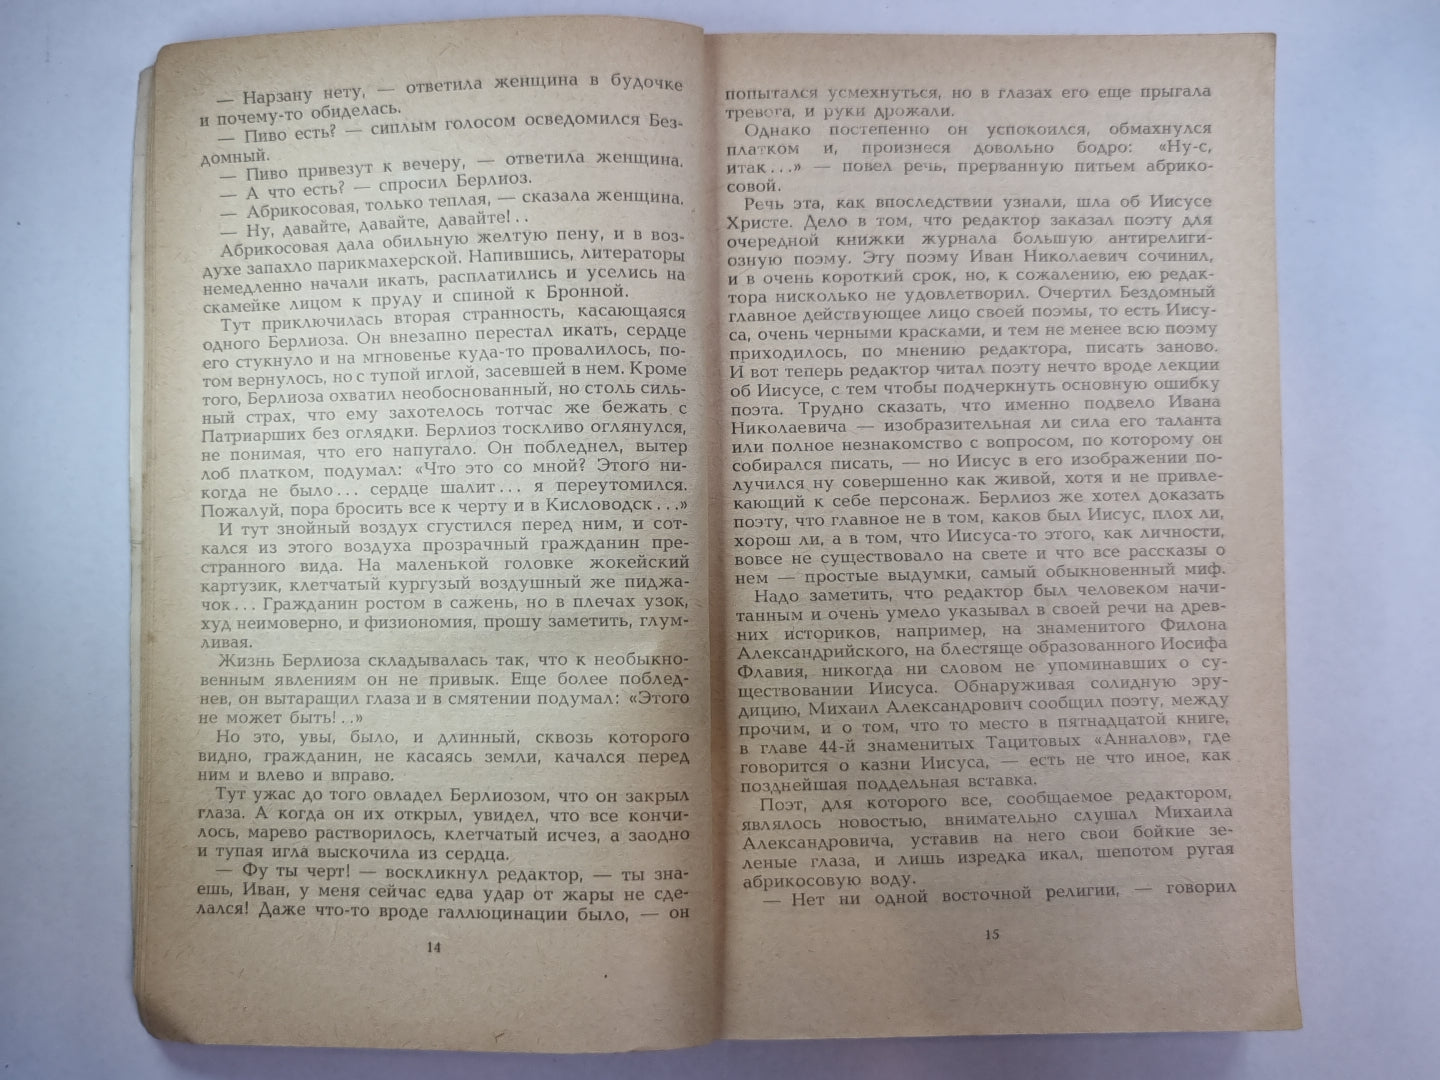 — Нарзану нету, — ответила женщина в будочке
и почему-то обиделась.
— Пиво есть? — сиплым голосом осведомился Без-
домный.
— Пиво привезут к вечеру, — ответила женщина.
— А что есть? — спросил Берлиоз.
— Абрикосовая, только теплая, — сказала женщина.
— Ну, давайте, давайте, давайте!..
Абрикосовая дала обильную желтую пену, и в воз-
духе запахло парикмахерской. Напившись, литераторы
немедленно начали икать, расплатились и уселись на
скамейке лицом к пруду и спиной к Бронной.
Тут приключилась вторая странность, касающаяся
одного Берлиоза. Он внезапно перестал икать, сердце
его стукнуло и на мгновенье куда-то провалилось, по-
том вернулось, но с тупой иглой, засевшей в нем. Кроме
того, Берлиоза охватил необоснованный, но столь силь-
ный страх, что ему захотелось тотчас же бежать с
Патриарших без оглядки. Берлиоз тоскливо оглянулся,
не понимая, что его напугало. Он побледнел, вытер
лоб платком, подумал: «Что это со мной? Этого ни-
когда не было... сердце шалит... я переутомился.
Пожалуй, пора бросить все к черту и в Кисловодск...»
И тут знойный воздух сгустился перед ним, и сот-
кался из этого воздуха прозрачный гражданин пре-
странного вида. На маленькой головке жокейский
картузик, клетчатый кургузый воздушный же пиджа-
чок... Гражданин ростом в сажень, но в плечах узок,
худ неимоверно, и физиономия, прошу заметить, глум-
ливая.
Жизнь Берлиоза складывалась так, что к необыкно-
венным явлениям он не привык. Еще более поблед-
нев, он вытаращил глаза и в смятении подумал: «Этого
не может быть!..»
Но это, увы, было, и длинный, сквозь которого
видно, гражданин, не касаясь земли, качался перед
ним и влево и вправо.
Тут ужас до того овладел Берлиозом, что он закрыл
глаза. А когда он их открыл, увидел, что все кончи-
лось, марево растворилось, клетчатый исчез, а заодно
и тупая игла выскочила из сердца.
— Фу ты черт! — воскликнул редактор, — ты зна-
ешь, Иван, у меня сейчас едва удар от жары не сде-
лался! Даже что-то вроде галлюцинации было, — он
14
попытался усмехнуться, но в глазах его еще прыгала
тревога, и руки дрожали.
Однако постепенно он успокоился, обмахнулся
платком и, произнеся довольно бодро: «Ну-с,
итак...» — повел речь, прерванную питьем абрико-
совой.
Речь эта, как впоследствии узнали, шла об Иисусе
Христе. Дело в том, что редактор заказал поэту для
очередной книжки журнала большую антирелиги-
озную поэму. Эту поэму Иван Николаевич сочинил,
и в очень короткий срок, но, к сожалению, ею редак-
тора нисколько не удовлетворил. Очертил Бездомный
главное действующее лицо своей поэмы, то есть Иису-
са, очень черными красками, и тем не менее всю поэму
приходилось, по мнению редактора, писать заново.
И вот теперь редактор читал поэту нечто вроде лекции
об Иисусе, с тем чтобы подчеркнуть основную ошибку
поэта. Трудно сказать, что именно подвело Ивана
Николаевича — изобразительная ли сила его таланта
или полное незнакомство с вопросом, по которому он
собирался писать, — но Иисус в его изображении по-
лучился ну совершенно как живой, хотя и не привле-
кающий к себе персонаж. Берлиоз же хотел доказать
поэту, что главное не в том, каков был Иисус, плох ли,
хорош ли, а в том, что Иисуса-то этого, как личности,
вовсе не существовало на свете и что все рассказы о
нем — простые выдумки, самый обыкновенный миф.
Надо заметить, что редактор был человеком начи-
танным и очень умело указывал в своей речи на древ-
них историков, например, на знаменитого Филона
Александрийского, на блестяще образованного Иосифа
Флавия, никогда ни словом не упоминавших о су-
ществовании Иисуса. Обнаруживая солидную эру-
дицию, Михаил Александрович сообщил поэту, между
прочим, и о том, что то место в пятнадцатой книге,
в главе 44-й знаменитых Тацитовых «Анналов», где
говорится о казни Иисуса, — есть не что иное, как
позднейшая поддельная вставка.
Поэт, для которого все, сообщаемое редактором,
являлось новостью, внимательно слушал Михаила
Александровича, уставив на него свои бойкие зе-
леные глаза, и лишь изредка икал, шепотом ругая
абрикосовую воду.
— Нет ни одной восточной религии, — говорил
15